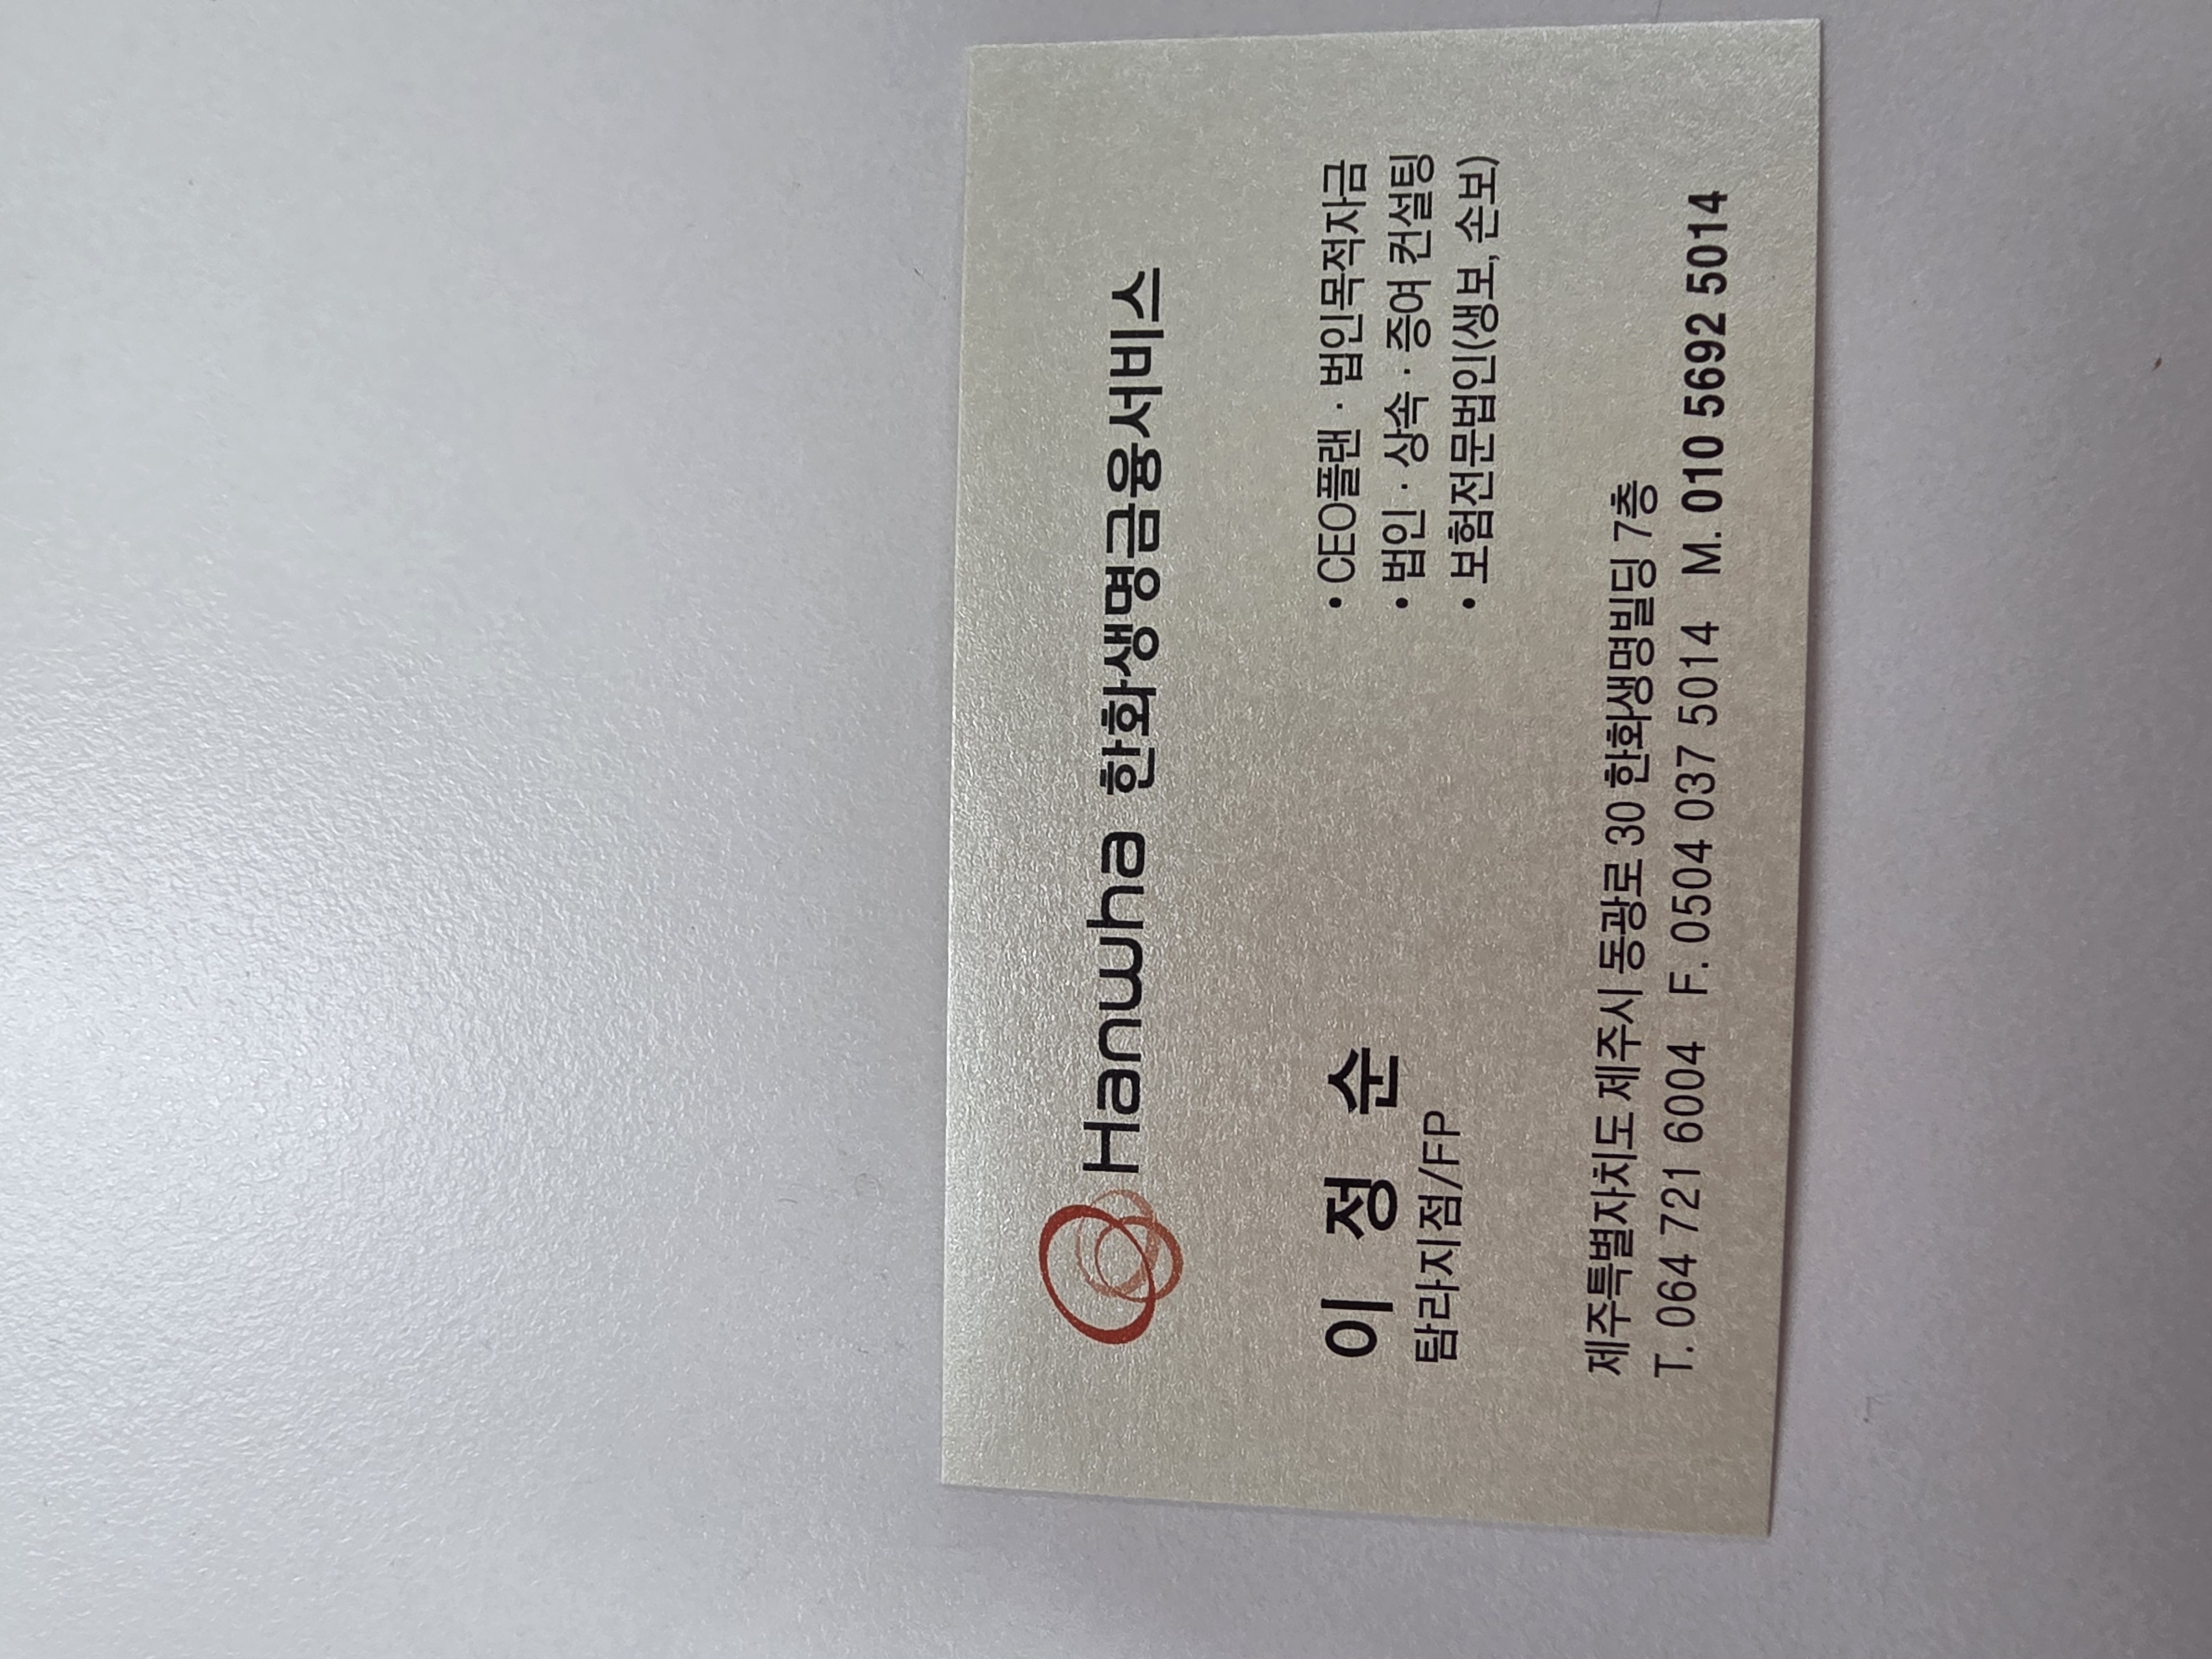 Hanwha 한화생명금융서비스
이정순
탐라지점/FP
• CEO플랜 · 법인목적자금
• 법인 · 상속 · 증여 컨설팅
• 보험전문법인(생보, 손보)
제주특별자치도 제주시 동광로 30 한화생명빌딩 7층
T. 064 721 6004 F. 0504 037 5014 M. 010 5692 5014